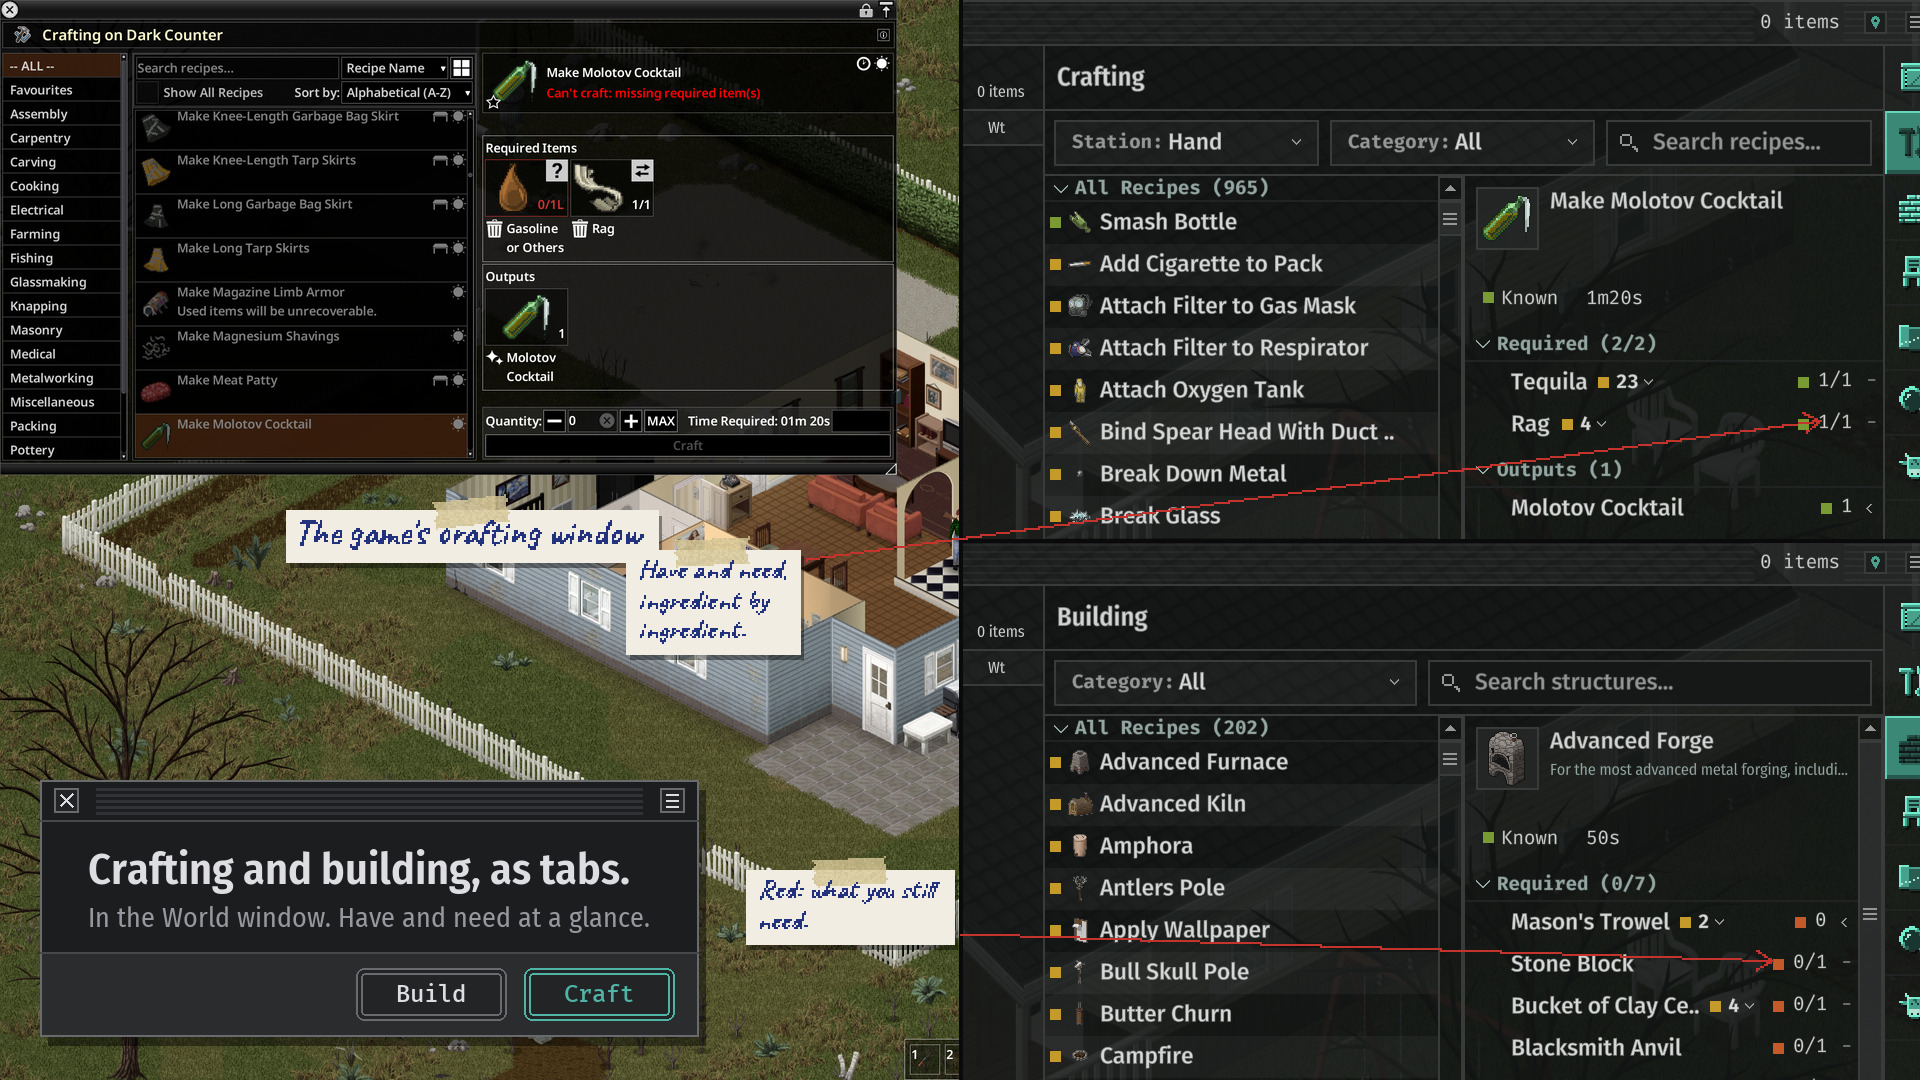 Crafting on Dark Counter
-- ALL --
Favourites
Assembly
Carpentry
Carving
Cooking
Electrical
Farming
Fishing
Glassmaking
Knapping
Masonry
Medical
Metalworking
Miscellaneous
Packing
Pottery
Search recipes...
Recipe Name
Show All Recipes
Sort by:
Alphabetical (A-Z)
Make Knee-Length Garbage Bag Skirt
Make Knee-Length Tarp Skirts
Make Long Garbage Bag Skirt
Make Long Tarp Skirts
Make Magazine Limb Armor
Used items will be unrecoverable.
Make Magnesium Shavings
Make Meat Patty
Make Molotov Cocktail
Make Molotov Cocktail
Can't craft: missing required item(s)
Required Items
?
0/1L
1/1
Gasoline
or Others
Rag
Outputs
1
Molotov
Cocktail
Quantity:
0
MAX
Time Required: 01m 20s
Craft
The game's crafting window
Have and need,
ingredient by
ingredient.
Crafting and building, as tabs.
In the World window. Have and need at a glance.
Build
Craft
Red: what you still
need.
1
2
0 items
0 items
Wt
Crafting
Station: Hand
Category: All
Search recipes...
All Recipes (965)
Smash Bottle
Add Cigarette to Pack
Attach Filter to Gas Mask
Attach Filter to Respirator
Attach Oxygen Tank
Bind Spear Head With Duct ..
Break Down Metal
Break Glass
Make Molotov Cocktail
Known 1m20s
Required (2/2)
Tequila 23 1/1 -
Rag 4 1/1 -
Outputs (1)
Molotov Cocktail 1 <
0 items
0 items
Wt
Building
Category: All
Search structures...
All Recipes (202)
Advanced Furnace
Advanced Kiln
Amphora
Antlers Pole
Apply Wallpaper
Bull Skull Pole
Butter Churn
Campfire
Advanced Forge
For the most advanced metal forging, includi...
Known 50s
Required (0/7)
Mason's Trowel 2 0 <
Stone Block 0/1 -
Bucket of Clay Ce.. 4 0/1 -
Blacksmith Anvil 0/1 -